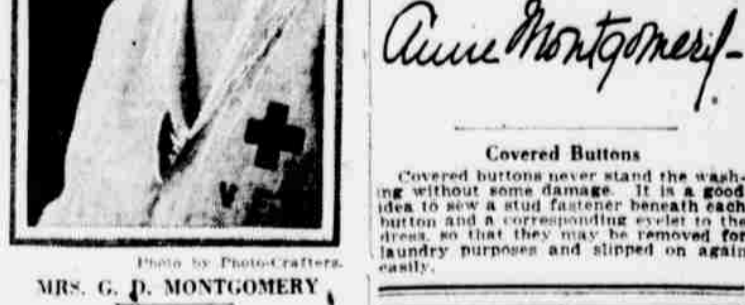 Photo by Photo-Crafters.
MRS. G. D. MONTGOMERY
Anne Montgomery-
Covered Buttons
Covered buttons never stand the wash-
ing without some damage. It is a good
idea to sew a stud fastener beneath each
button and a corresponding eyelet to the
dress, so that they may be removed for
laundry purposes and slipped on again
easily.